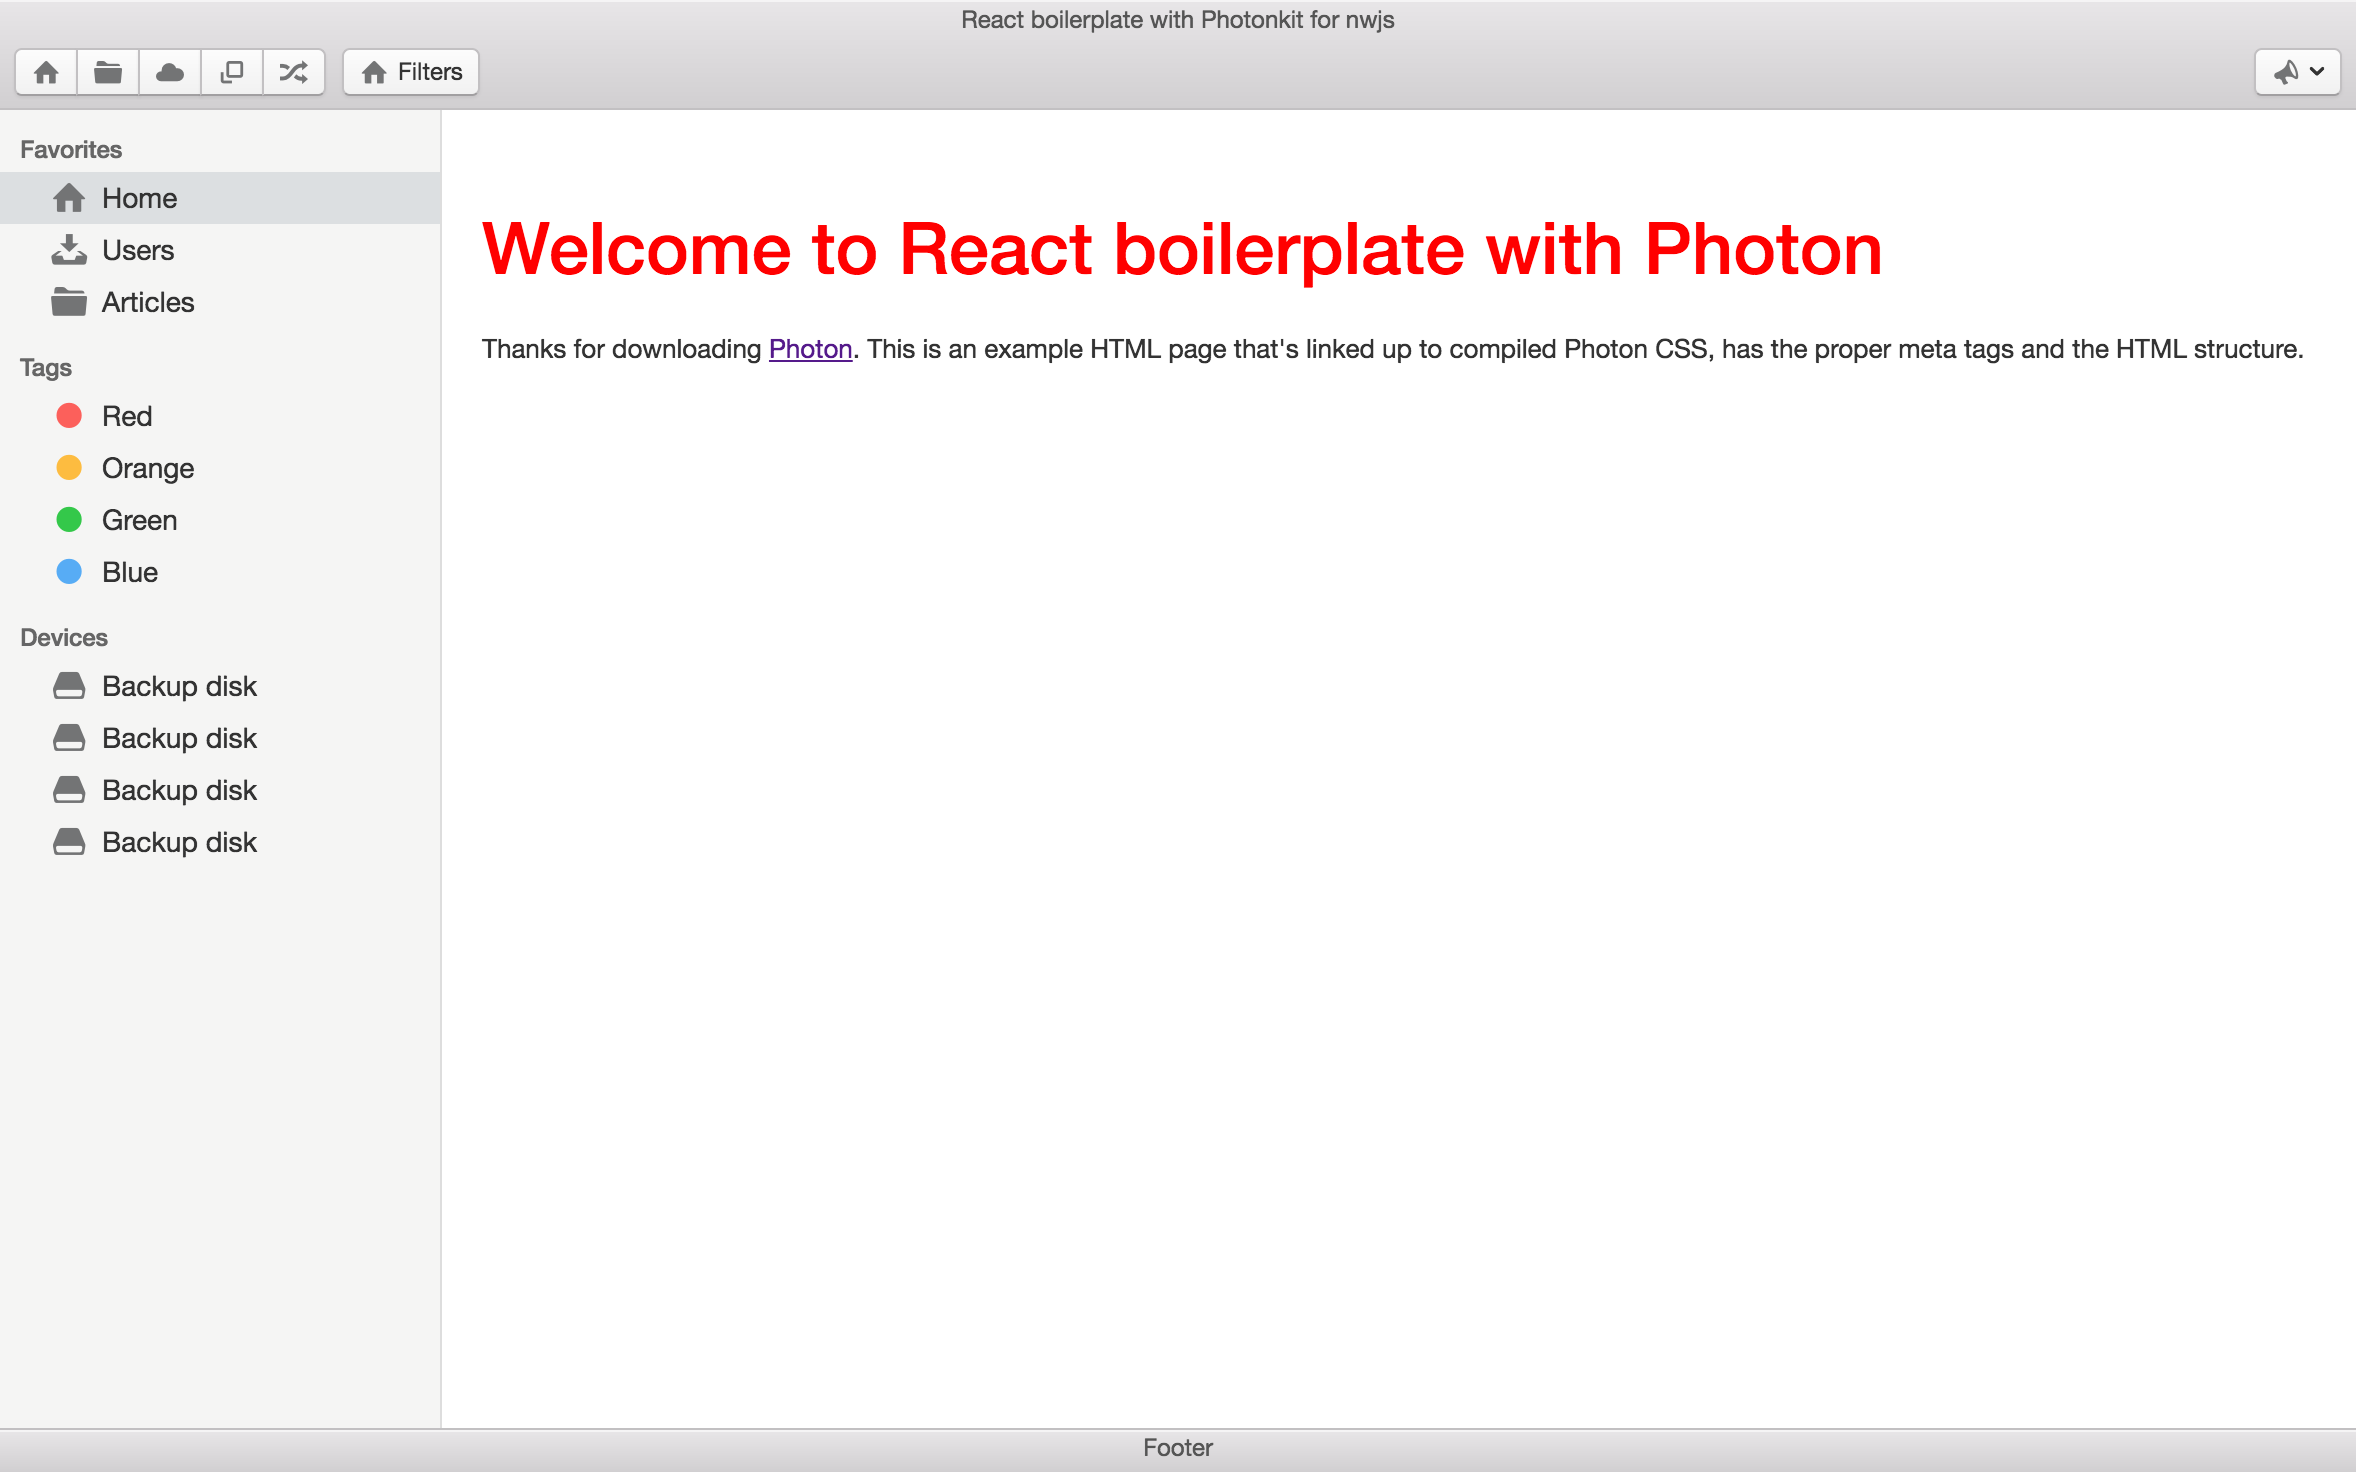 React boilerplate with Photonkit for nwjs
Filters
Favorites
Home
Users
Articles
Tags
Red
Orange
Green
Blue
Devices
Backup disk
Backup disk
Backup disk
Backup disk
Welcome to React boilerplate with Photon
Thanks for downloading Photon. This is an example HTML page that's linked up to compiled Photon CSS, has the proper meta tags and the HTML structure.
Footer